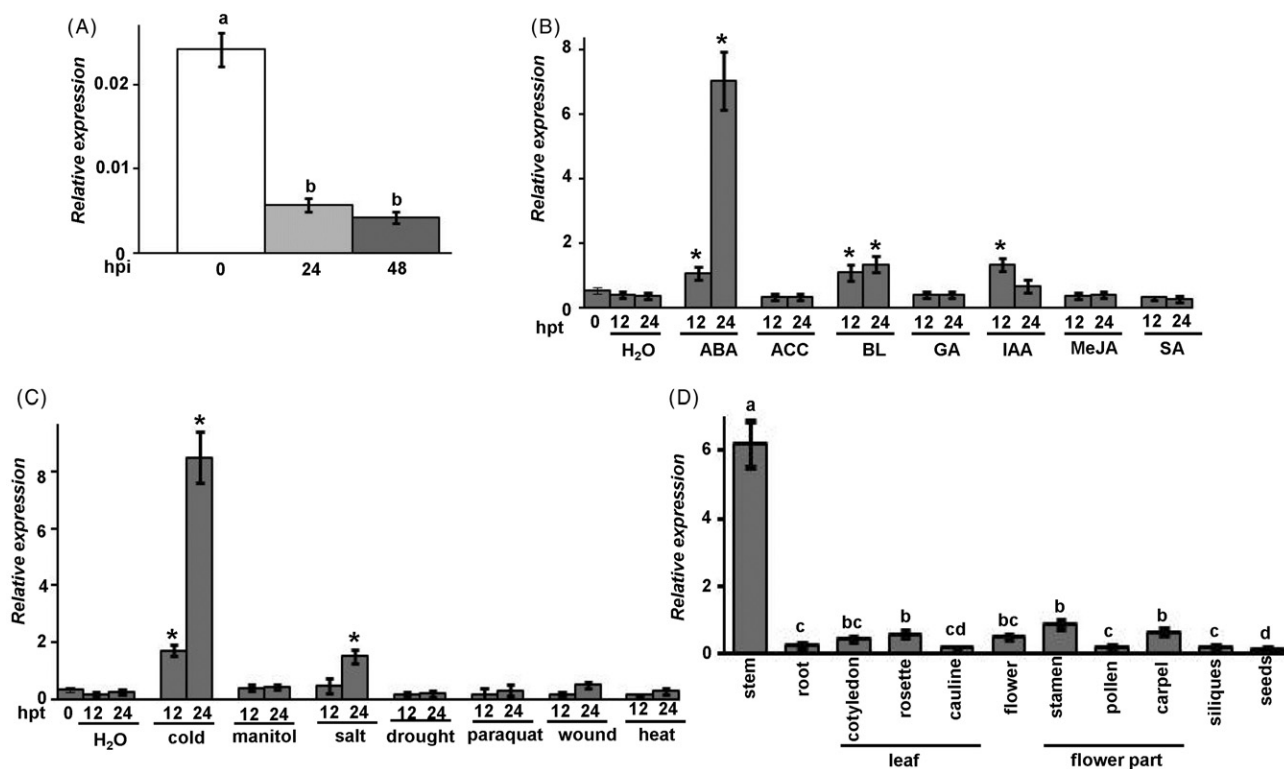 (A)
Relative expression
0.02
0.01
0
a
b
b
hpi
0 24 48
(B)
Relative expression
8
6
4
2
0
* * * * *
hpt
0 12 24 12 24 12 24 12 24 12 24 12 24 12 24 12 24
H₂O ABA ACC BL GA IAA MeJA SA
(C)
Relative expression
8
6
4
2
0
* * *
hpt
0 12 24 12 24 12 24 12 24 12 24 12 24 12 24 12 24
H₂O cold manitol salt drought paraquat wound heat
(D)
Relative expression
6
4
2
0
a c bc b cd bc b c b c d
stem root cotyledon rosette cauline flower stamen pollen carpel siliques seeds
leaf flower part